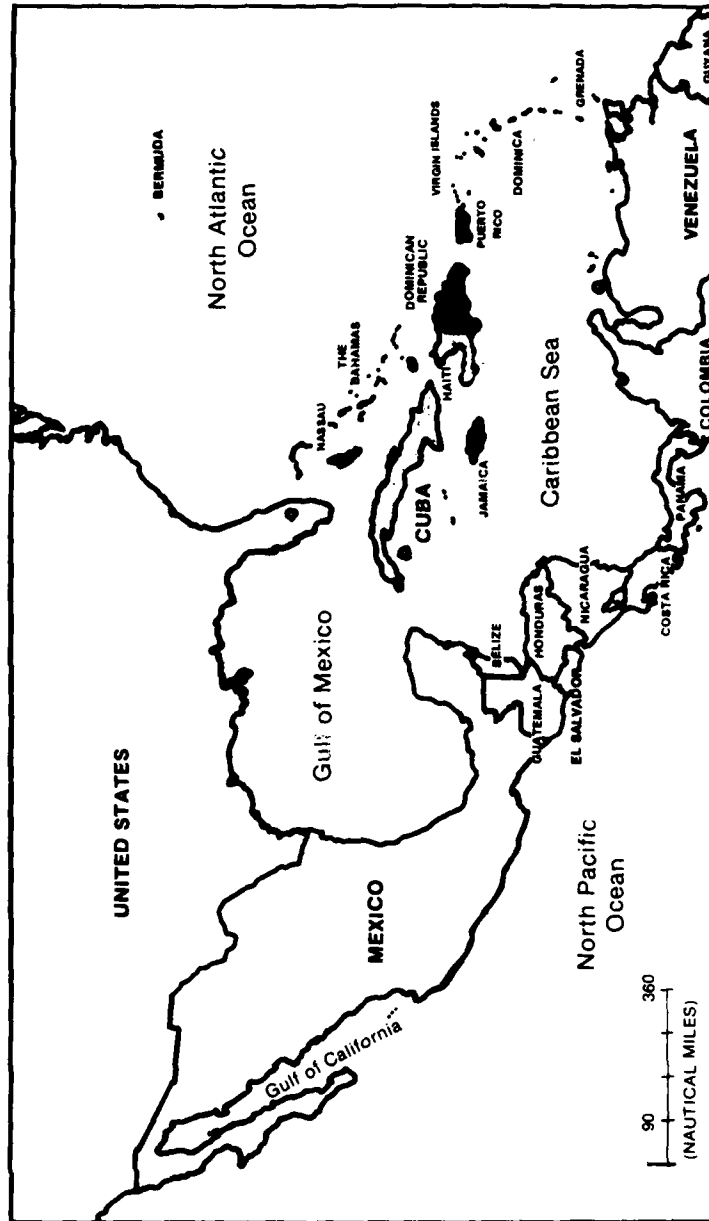 UNITED STATES
North Atlantic
Ocean
BERMUDA
Gulf of Mexico
NASSAU
THE
BAHAMAS
MEXICO
Gulf of California
CUBA
HAITI
DOMINICAN
REPUBLIC
PUERTO
RICO
VIRGIN ISLANDS
JAMAICA
DOMINICA
BELIZE
GUATEMALA
HONDURAS
EL SALVADOR
NICARAGUA
Caribbean Sea
GRENADA
North Pacific
Ocean
COSTA RICA
PANAMA
COLOMBIA
VENEZUELA
GUYANA
90
360
(NAUTICAL MILES)